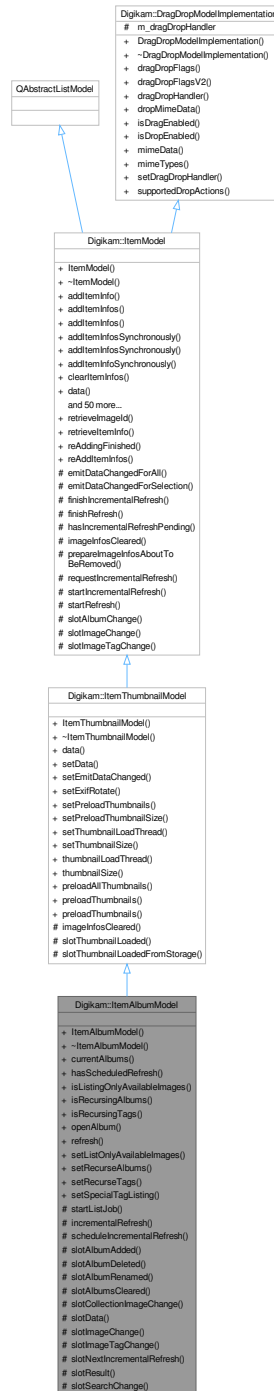 Digikam::DragDropModelImplementation
# m_dragDropHandler
+ DragDropModelImplementation()
+ ~DragDropModelImplementation()
+ dragDropFlags()
+ dragDropFlagsV2()
+ dragDropHandler()
+ dropMimeData()
+ isDragEnabled()
+ isDropEnabled()
+ mimeData()
+ mimeTypes()
+ setDragDropHandler()
+ supportedDropActions()
QAbstractListModel
Digikam::ItemModel
+ ItemModel()
+ ~ItemModel()
+ addItemInfo()
+ addItemInfos()
+ addItemInfos()
+ addItemInfosSynchronously()
+ addItemInfosSynchronously()
+ addItemInfoSynchronously()
+ clearItemInfos()
+ data()
and 50 more...
+ retrieveImageId()
+ retrieveItemInfo()
+ reAddingFinished()
+ reAddItemInfos()
# emitDataChangedForAll()
# emitDataChangedForSelection()
# finishIncrementalRefresh()
# finishRefresh()
# hasIncrementalRefreshPending()
# imageInfosCleared()
# prepareImageInfosAboutTo
BeRemoved()
# requestIncrementalRefresh()
# startIncrementalRefresh()
# startRefresh()
# slotAlbumChange()
# slotImageChange()
# slotImageTagChange()
Digikam::ItemThumbnailModel
+ ItemThumbnailModel()
+ ~ItemThumbnailModel()
+ data()
+ setData()
+ setEmitDataChanged()
+ setExifRotate()
+ setPreloadThumbnails()
+ setPreloadThumbnailSize()
+ setThumbnailLoadThread()
+ setThumbnailSize()
+ thumbnailLoadThread()
+ thumbnailSize()
+ preloadAllThumbnails()
+ preloadThumbnails()
+ preloadThumbnails()
# imageInfosCleared()
# slotThumbnailLoaded()
# slotThumbnailLoadedFromStorage()
Digikam::ItemAlbumModel
+ ItemAlbumModel()
+ ~ItemAlbumModel()
+ currentAlbums()
+ hasScheduledRefresh()
+ isListingOnlyAvailableImages()
+ isRecursingAlbums()
+ isRecursingTags()
+ openAlbum()
+ refresh()
+ setListOnlyAvailableImages()
+ setRecurseAlbums()
+ setRecurseTags()
+ setSpecialTagListing()
# startListJob()
# incrementalRefresh()
# scheduleIncrementalRefresh()
# slotAlbumAdded()
# slotAlbumDeleted()
# slotAlbumRenamed()
# slotAlbumsCleared()
# slotCollectionImageChange()
# slotData()
# slotImageChange()
# slotImageTagChange()
# slotNextIncrementalRefresh()
# slotResult()
# slotSearchChange()